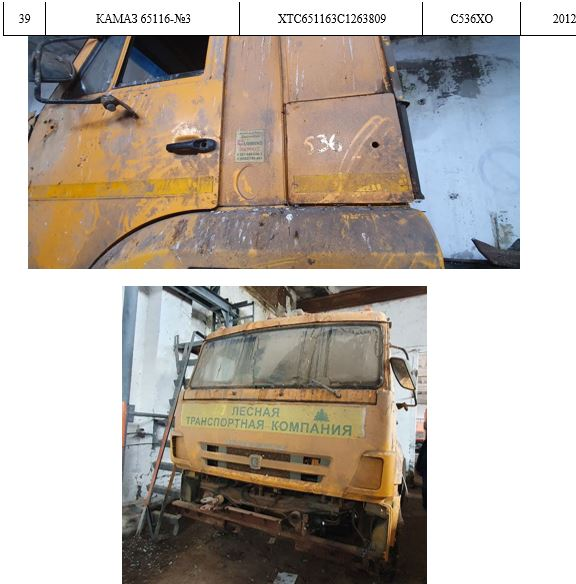 39 КАМАЗ 65116-№3 XTC651163C1263809 С536ХО 2012
536
ЛЕСНАЯ
ТРАНСПОРТНАЯ КОМПАНИЯ